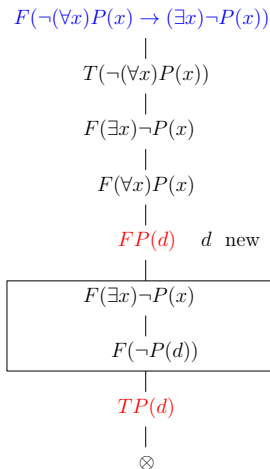 F(¬(∀x)P(x) → (∃x)¬P(x))
T(¬(∀x)P(x))
F(∃x)¬P(x)
F(∀x)P(x)
FP(d) d new
F(∃x)¬P(x)
F(¬P(d))
TP(d)
⊗